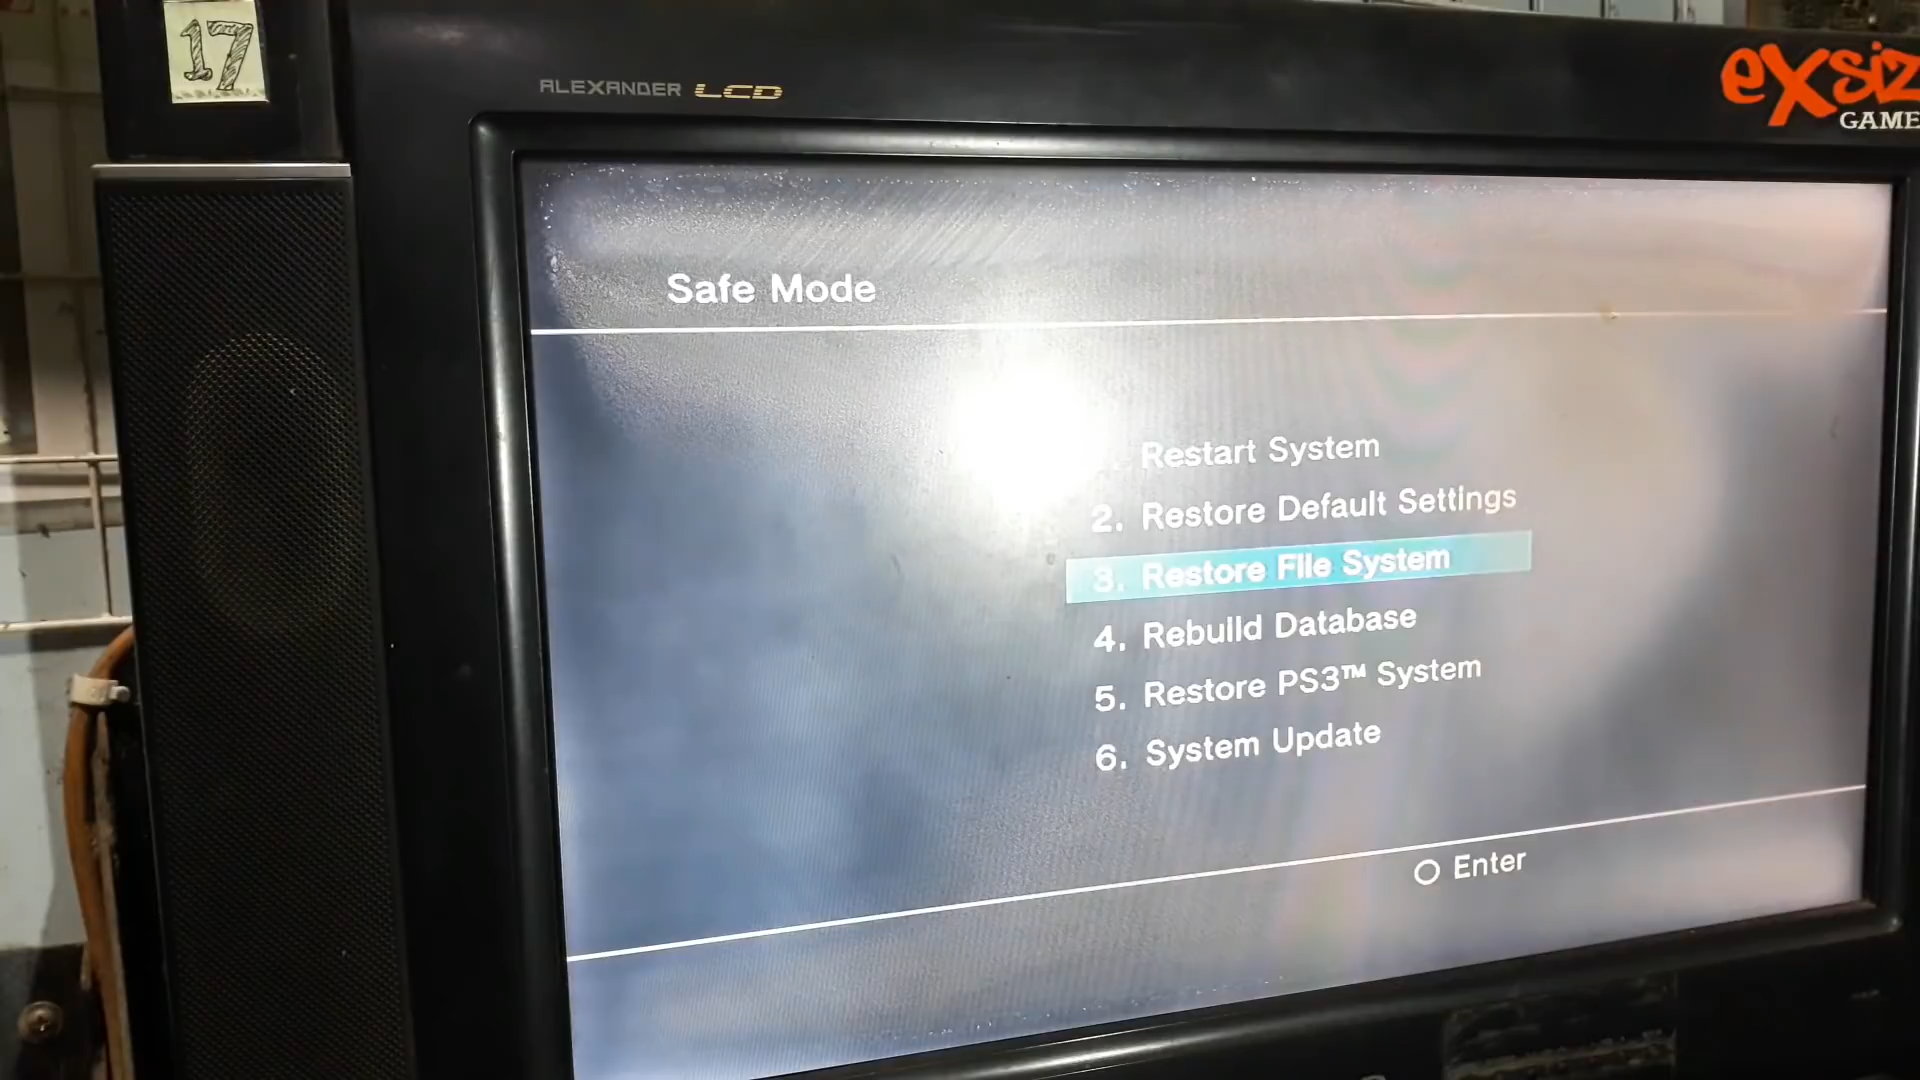 17
ALEXANDER LCD
exsiz
GAME
Safe Mode
Restart System
2. Restore Default Settings
3. Restore File System
4. Rebuild Database
5. Restore PS3™ System
6. System Update
Enter